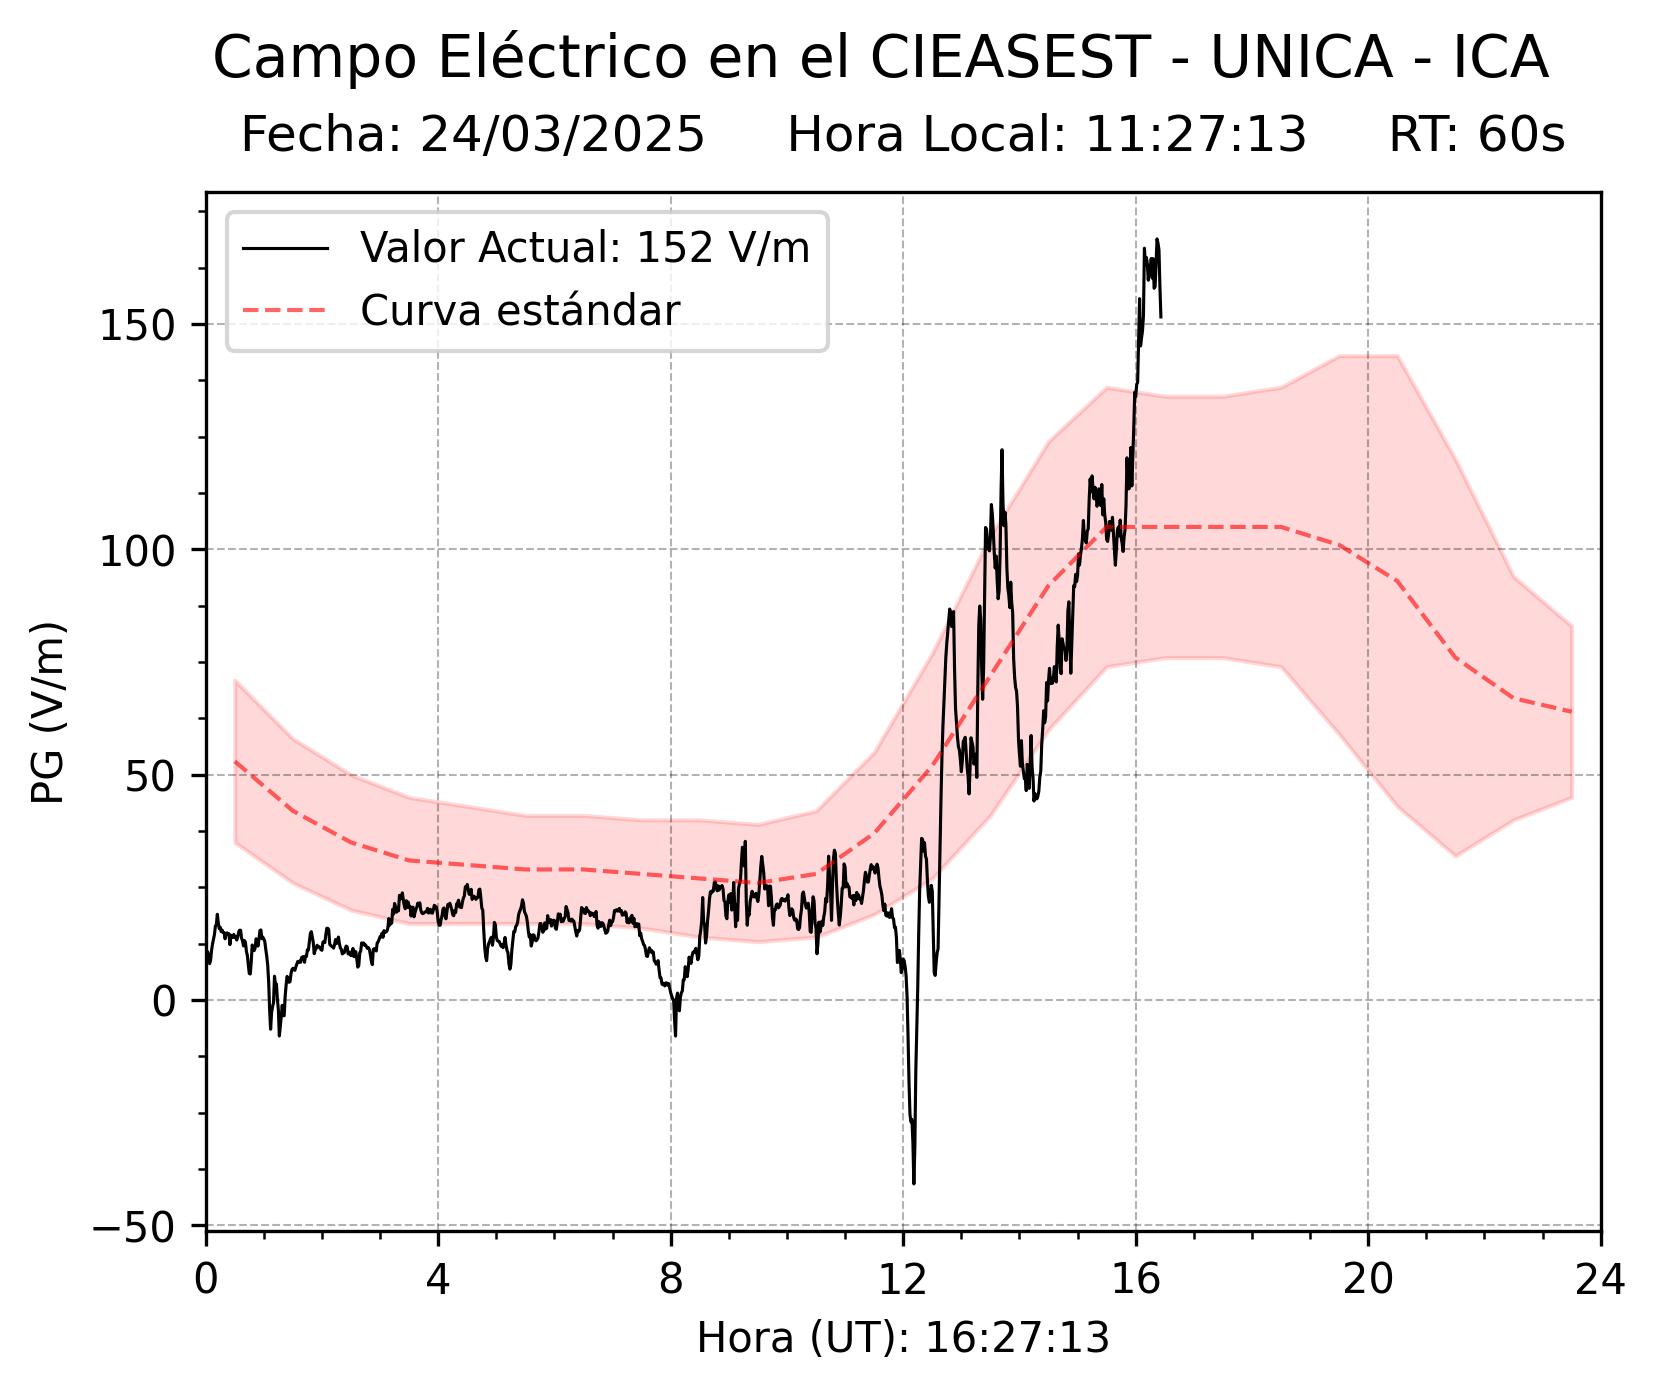 Campo Eléctrico en el CIEASEST - UNICA - ICA
Fecha: 24/03/2025 Hora Local: 11:27:13 RT: 60s
Valor Actual: 152 V/m
Curva estándar
PG (V/m)
150
100
50
0
−50
0 4 8 12 16 20 24
Hora (UT): 16:27:13